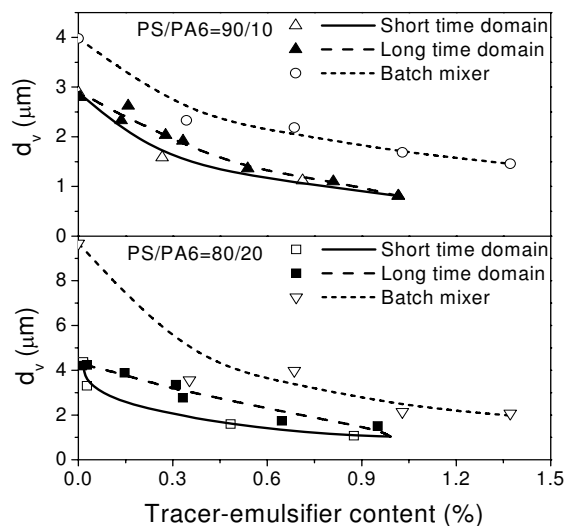 PS/PA6=90/10
Short time domain
Long time domain
Batch mixer
5
4
3
2
1
0
d_v (μm)
PS/PA6=80/20
Short time domain
Long time domain
Batch mixer
8
6
4
2
0
d_v (μm)
0.0 0.3 0.6 0.9 1.2 1.5
Tracer-emulsifier content (%)